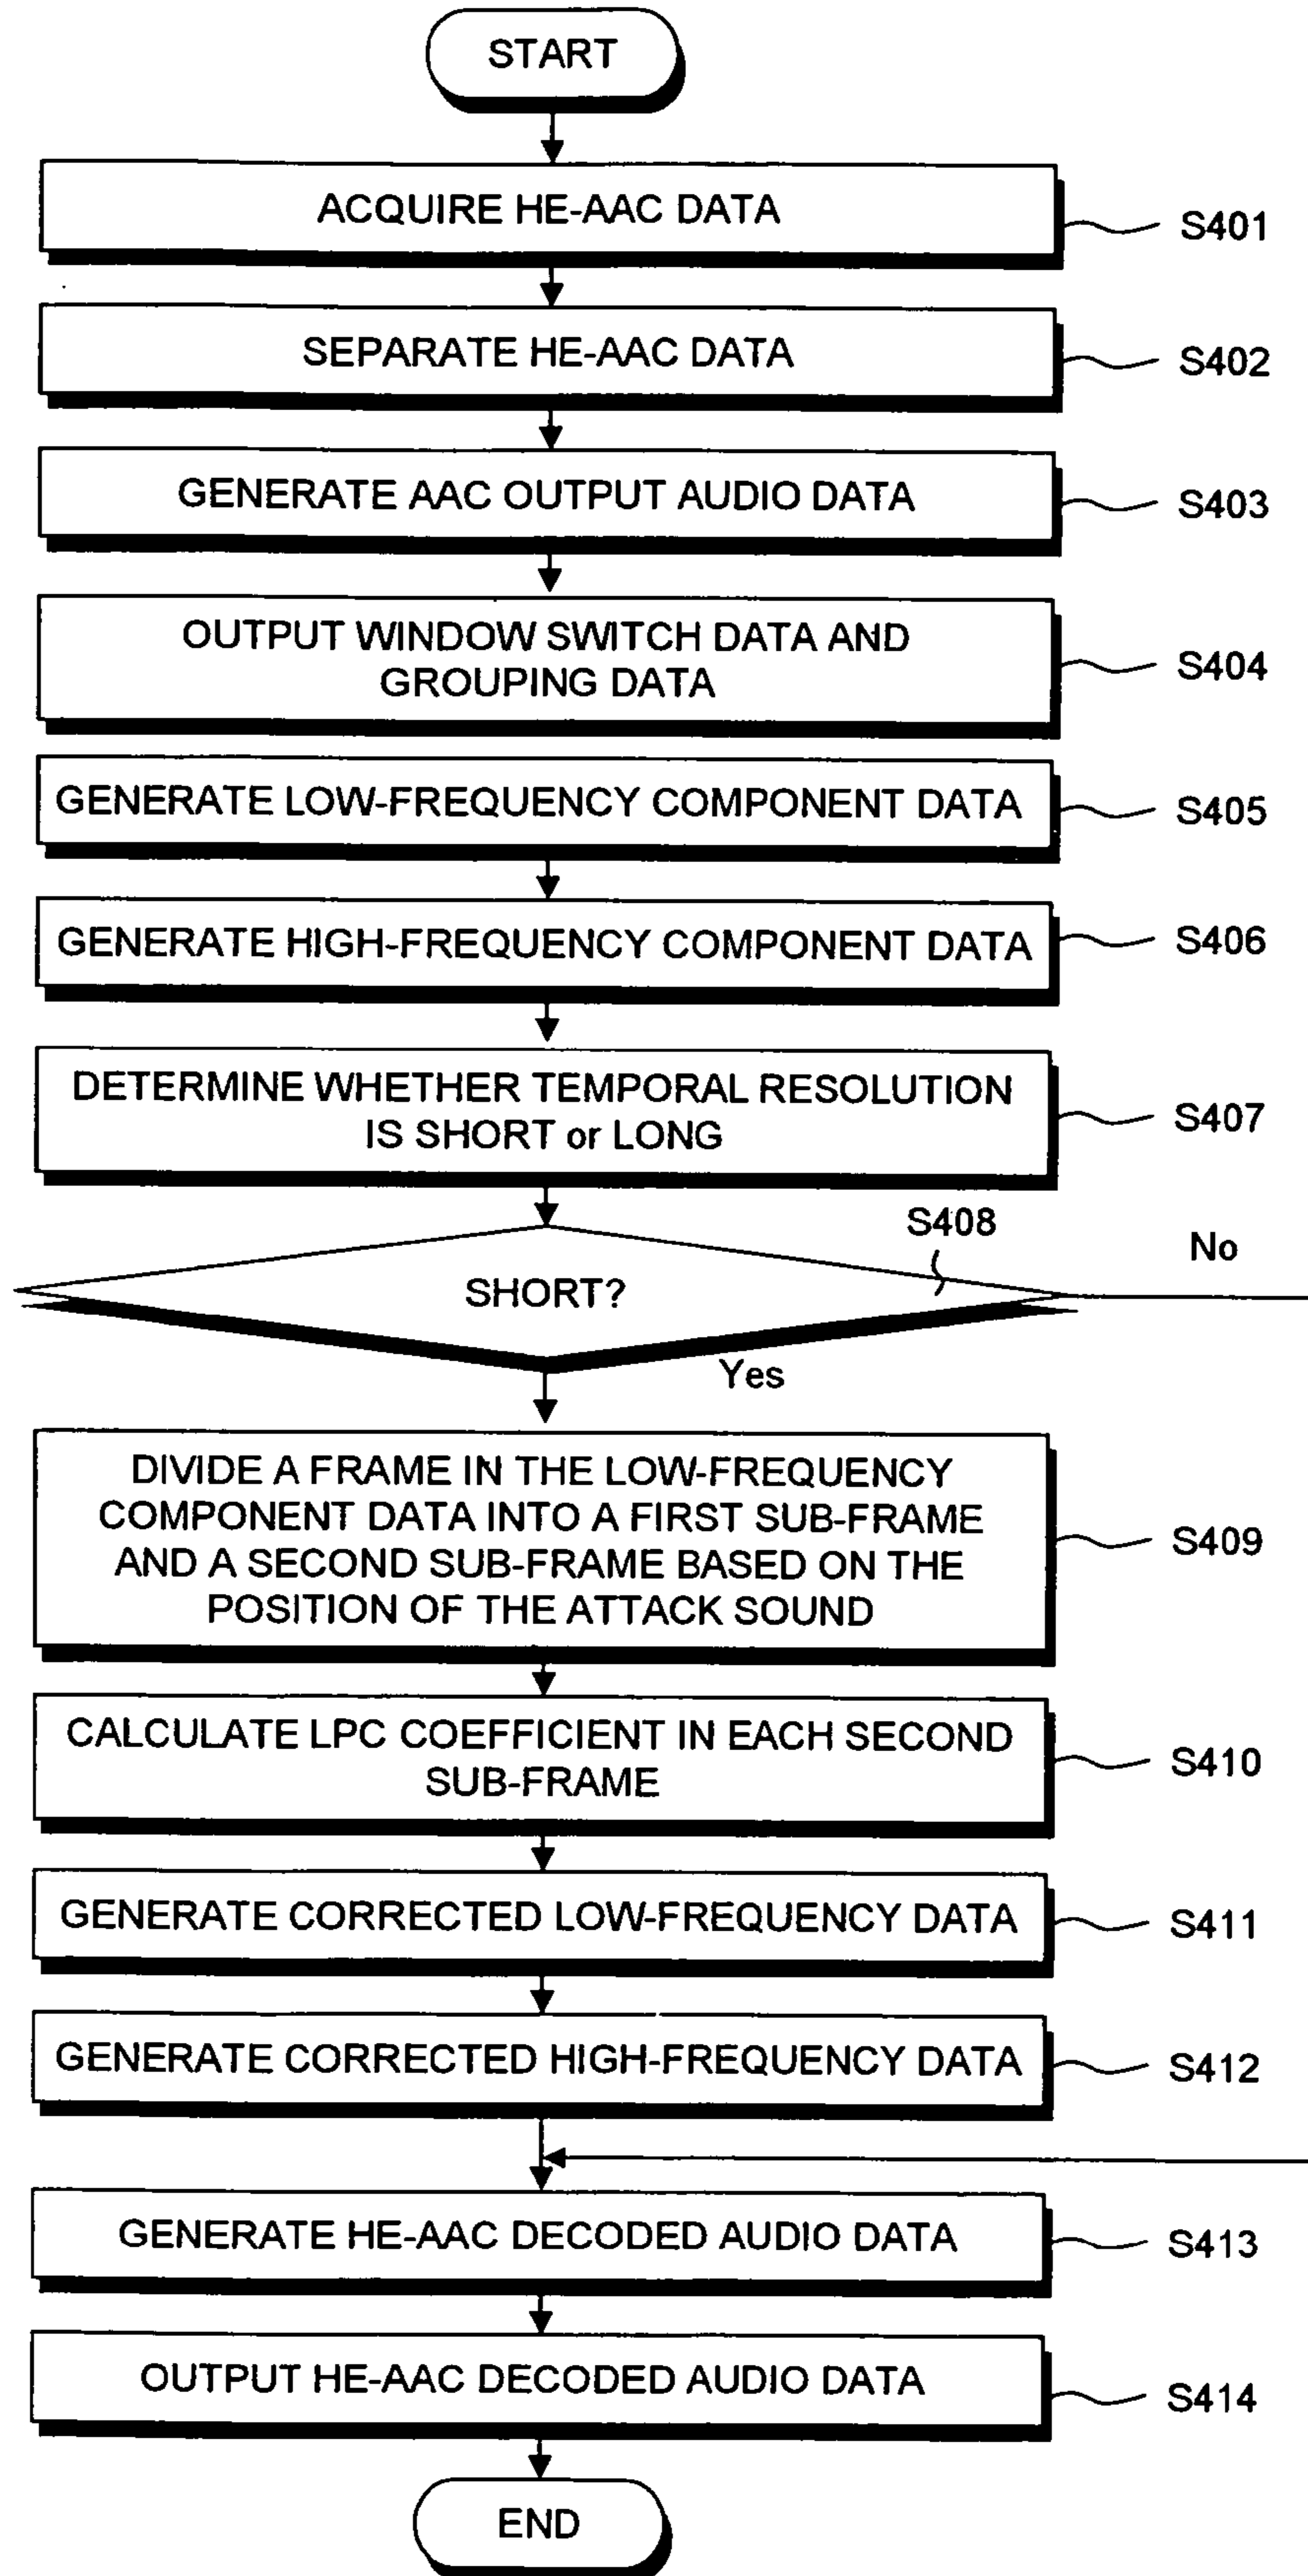 START
ACQUIRE HE-AAC DATA
S401
SEPARATE HE-AAC DATA
S402
GENERATE AAC OUTPUT AUDIO DATA
S403
OUTPUT WINDOW SWITCH DATA AND
GROUPING DATA
S404
GENERATE LOW-FREQUENCY COMPONENT DATA
S405
GENERATE HIGH-FREQUENCY COMPONENT DATA
S406
DETERMINE WHETHER TEMPORAL RESOLUTION
IS SHORT or LONG
S407
S408
No
SHORT?
Yes
DIVIDE A FRAME IN THE LOW-FREQUENCY
COMPONENT DATA INTO A FIRST SUB-FRAME
AND A SECOND SUB-FRAME BASED ON THE
POSITION OF THE ATTACK SOUND
S409
CALCULATE LPC COEFFICIENT IN EACH SECOND
SUB-FRAME
S410
GENERATE CORRECTED LOW-FREQUENCY DATA
S411
GENERATE CORRECTED HIGH-FREQUENCY DATA
S412
GENERATE HE-AAC DECODED AUDIO DATA
S413
OUTPUT HE-AAC DECODED AUDIO DATA
S414
END